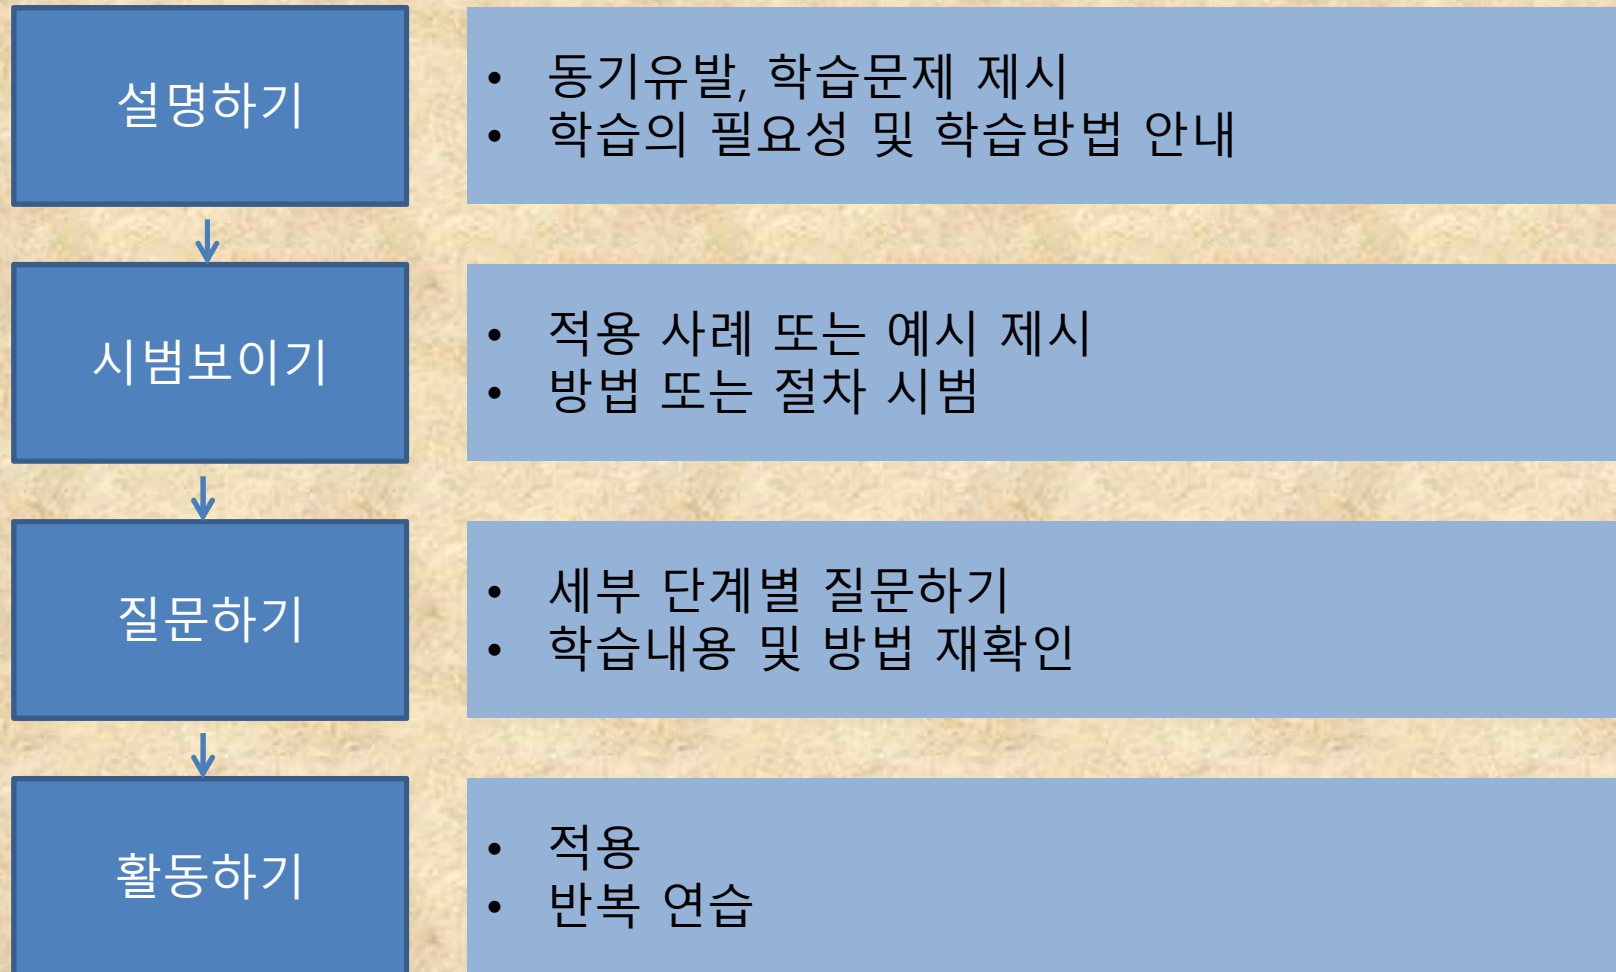 설명하기
• 동기유발, 학습문제 제시
• 학습의 필요성 및 학습방법 안내
시범보이기
• 적용 사례 또는 예시 제시
• 방법 또는 절차 시범
질문하기
• 세부 단계별 질문하기
• 학습내용 및 방법 재확인
활동하기
• 적용
• 반복 연습